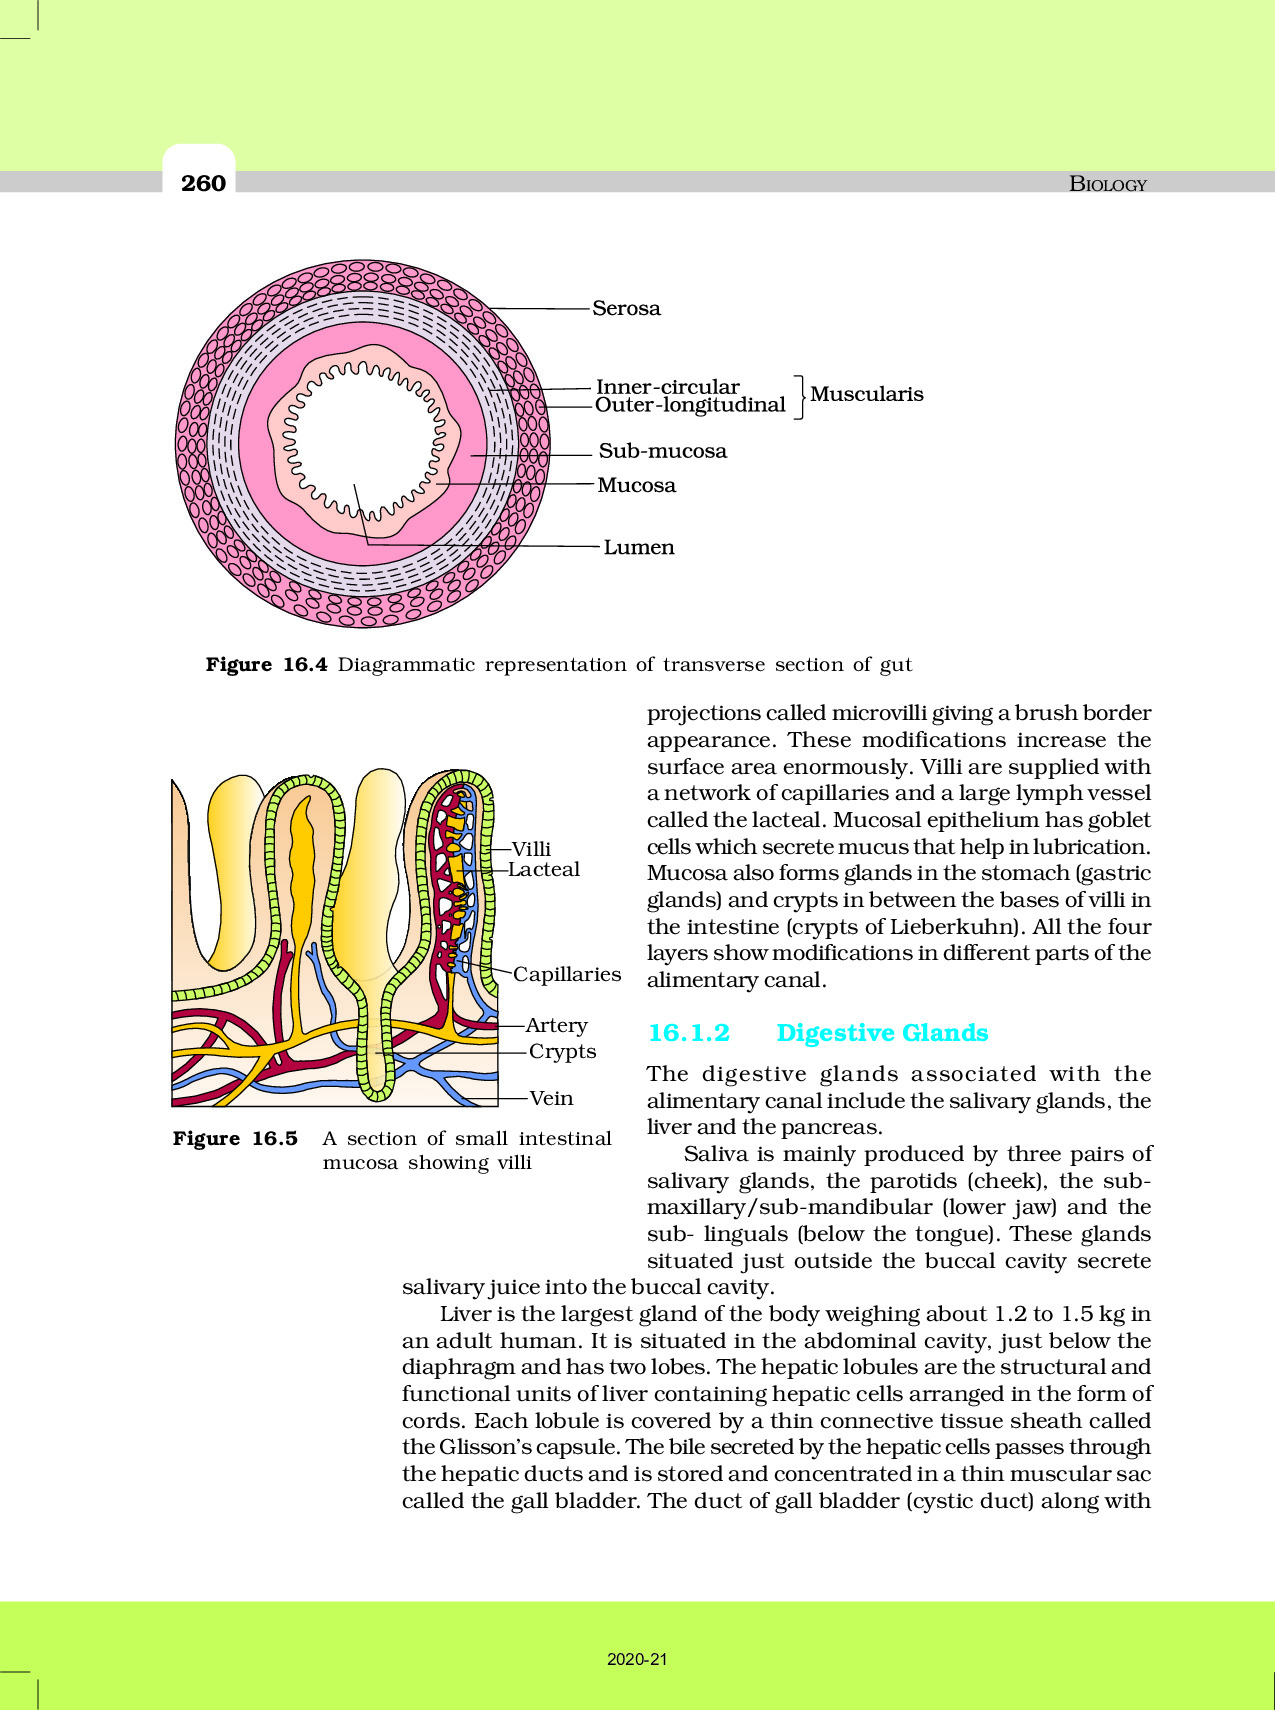 260
BIOLOGY
Serosa
Inner-circular
Outer-longitudinal
Muscularis
Sub-mucosa
Mucosa
Lumen
Figure 16.4 Diagrammatic representation of transverse section of gut
projections called microvilli giving a brush border
appearance. These modifications increase the
surface area enormously. Villi are supplied with
a network of capillaries and a large lymph vessel
called the lacteal. Mucosal epithelium has goblet
cells which secrete mucus that help in lubrication.
Mucosa also forms glands in the stomach (gastric
glands) and crypts in between the bases of villi in
the intestine (crypts of Lieberkuhn). All the four
layers show modifications in different parts of the
alimentary canal.
Villi
Lacteal
Capillaries
Artery
Crypts
Vein
Figure 16.5 A section of small intestinal
mucosa showing villi
16.1.2 Digestive Glands
The digestive glands associated with the
alimentary canal include the salivary glands, the
liver and the pancreas.
Saliva is mainly produced by three pairs of
salivary glands, the parotids (cheek), the sub-
maxillary/sub-mandibular (lower jaw) and the
sub- linguals (below the tongue). These glands
situated just outside the buccal cavity secrete
salivary juice into the buccal cavity.
Liver is the largest gland of the body weighing about 1.2 to 1.5 kg in
an adult human. It is situated in the abdominal cavity, just below the
diaphragm and has two lobes. The hepatic lobules are the structural and
functional units of liver containing hepatic cells arranged in the form of
cords. Each lobule is covered by a thin connective tissue sheath called
the Glisson's capsule. The bile secreted by the hepatic cells passes through
the hepatic ducts and is stored and concentrated in a thin muscular sac
called the gall bladder. The duct of gall bladder (cystic duct) along with
2020-21